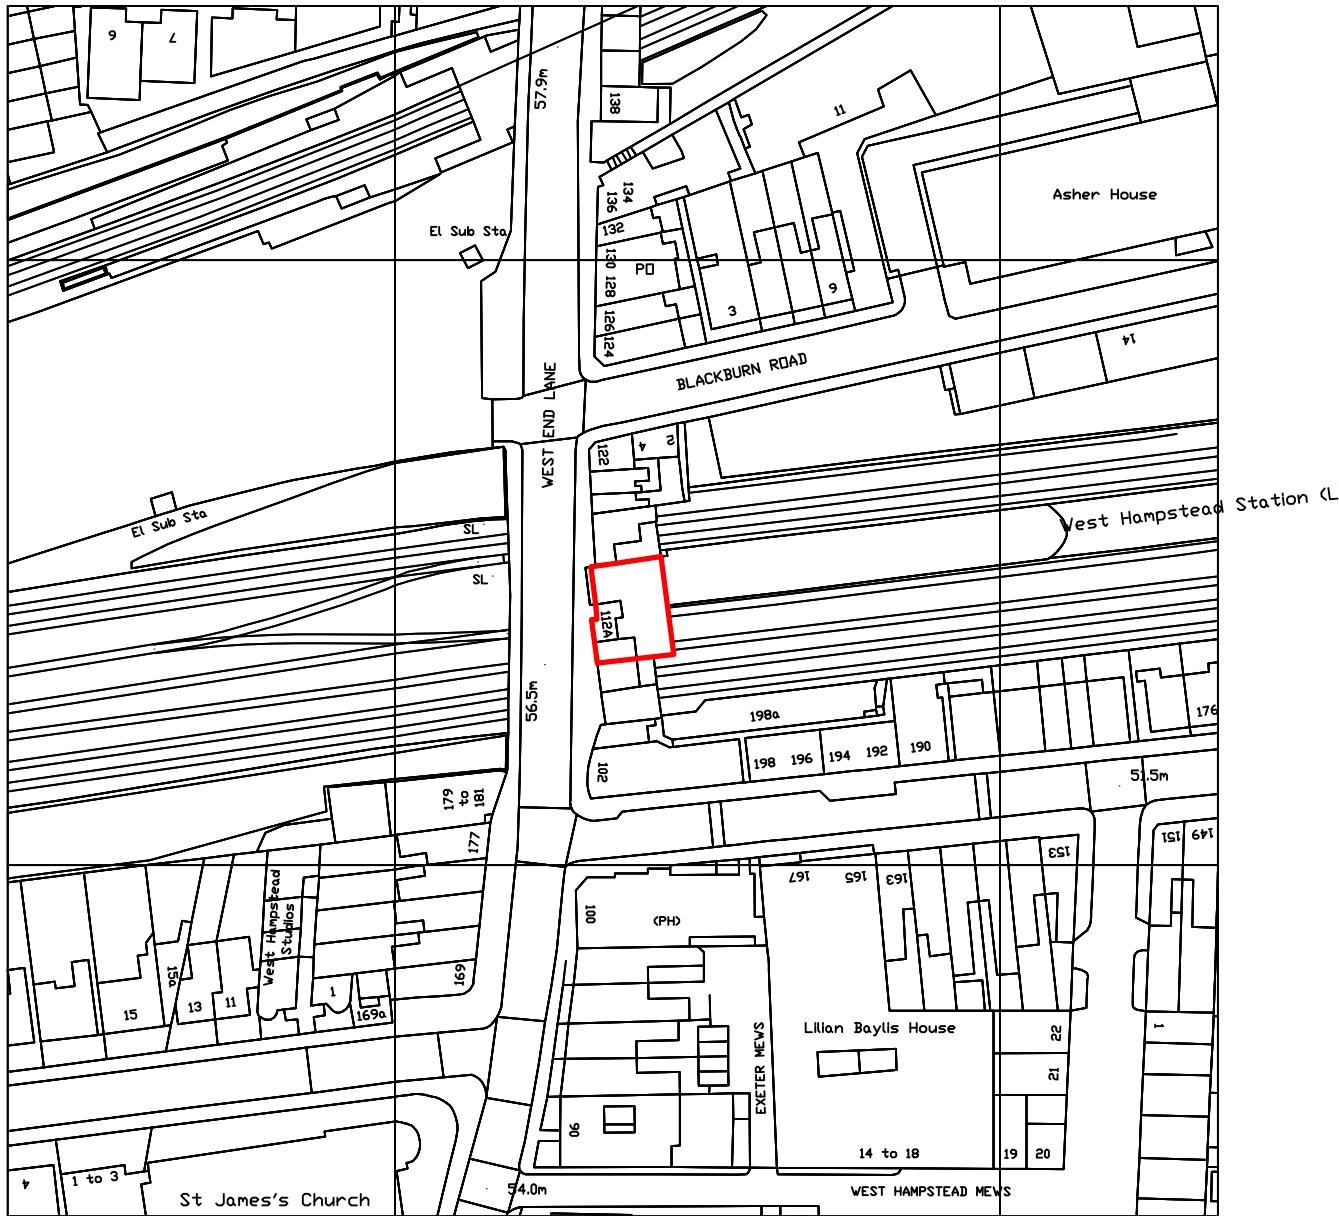 6
7
57.9m
138
11
134
136
Asher House
132
El Sub Sta
130
PO
128
9
3
126
124
14
BLACKBURN ROAD
WEST END LANE
2
4
122
West Hampstead Station (L
El Sub Sta
SL
SL
112A
56.5m
198a
176
190
192
194
196
198
102
51.5m
179
to
181
177
151
149
153
167
165
163
West Hampstead
Studios
100
(PH)
15a
169
1
11
13
15
169a
Lilian Baylis House
22
1
EXETER MEWS
21
90
14 to 18
19
20
4
1 to 3
St James's Church
54.0m
WEST HAMPSTEAD MEWS